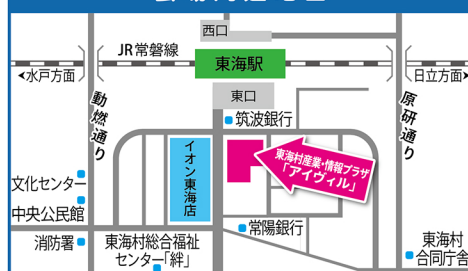 西口
JR常磐線
東海駅
<水戸方面
日立方面>
東口
動燃通り
原研通り
筑波銀行
イオン東海店
東海村産業・情報プラザ
「アイヴィル」
文化センター
中央公民館
常陽銀行
消防署
東海村総合福祉
センター「絆」
東海村
合同庁舎